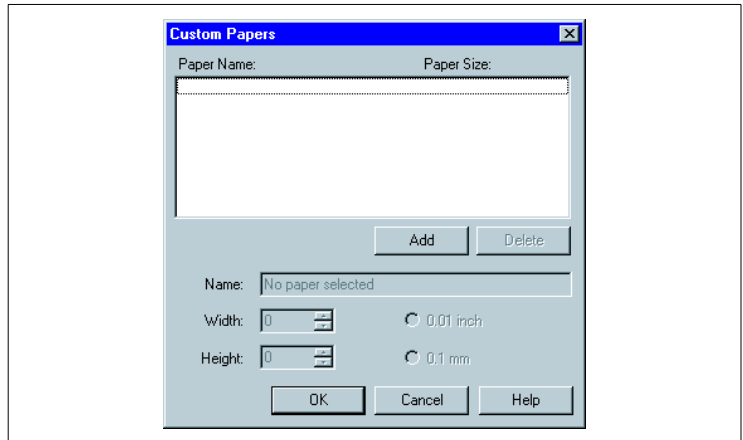 Custom Papers
Paper Name: Paper Size:
Add Delete
Name: No paper selected
Width: 0 0.01 inch
Height: 0 0.1 mm
OK Cancel Help